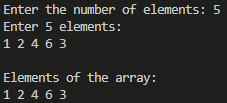 Enter the number of elements: 5
Enter 5 elements:
1 2 4 6 3
Elements of the array:
1 2 4 6 3